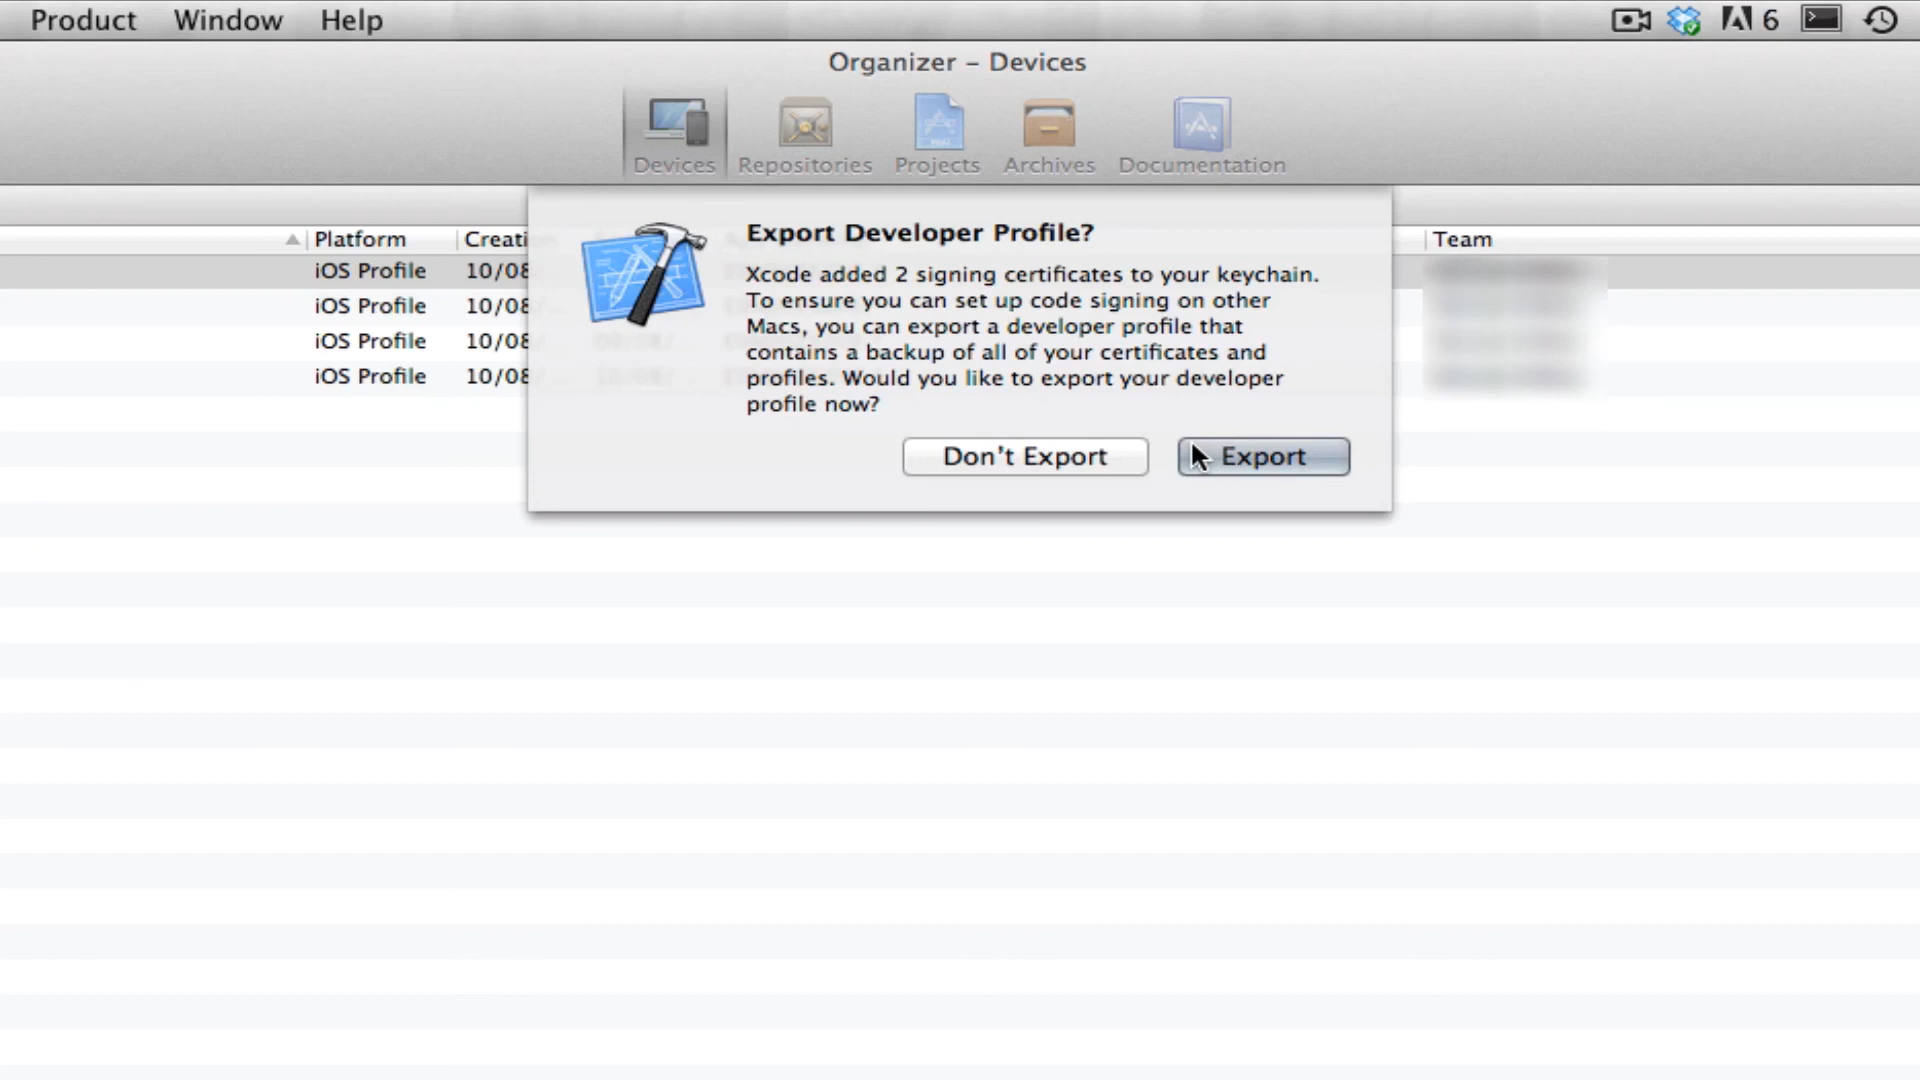 Product Window Help 6
Organizer – Devices
Devices Repositories Projects Archives Documentation
Platform Creati Team
iOS Profile 10/08
iOS Profile 10/08
iOS Profile 10/08
iOS Profile 10/08
Export Developer Profile?
Xcode added 2 signing certificates to your keychain.
To ensure you can set up code signing on other
Macs, you can export a developer profile that
contains a backup of all of your certificates and
profiles. Would you like to export your developer
profile now?
Don't Export Export